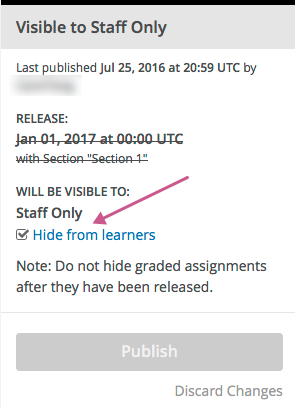 Visible to Staff Only
Last published Jul 25, 2016 at 20:59 UTC by
RELEASE:
Jan 01, 2017 at 00:00 UTC
with Section "Section 1"
WILL BE VISIBLE TO:
Staff Only
Hide from learners
Note: Do not hide graded assignments
after they have been released.
Publish
Discard Changes